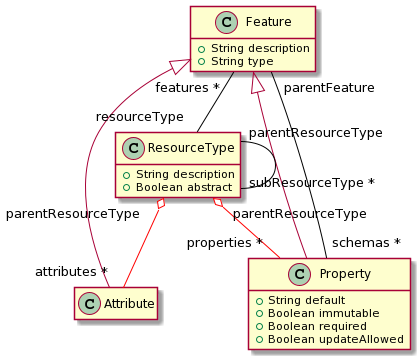 C Feature
String description
String type
features *
parentFeature
resourceType
parentResourceType
C ResourceType
String description
Boolean abstract
subResourceType *
parentResourceType
parentResourceType
properties *
schemas *
attributes *
C Attribute
C Property
String default
Boolean immutable
Boolean required
Boolean updateAllowed